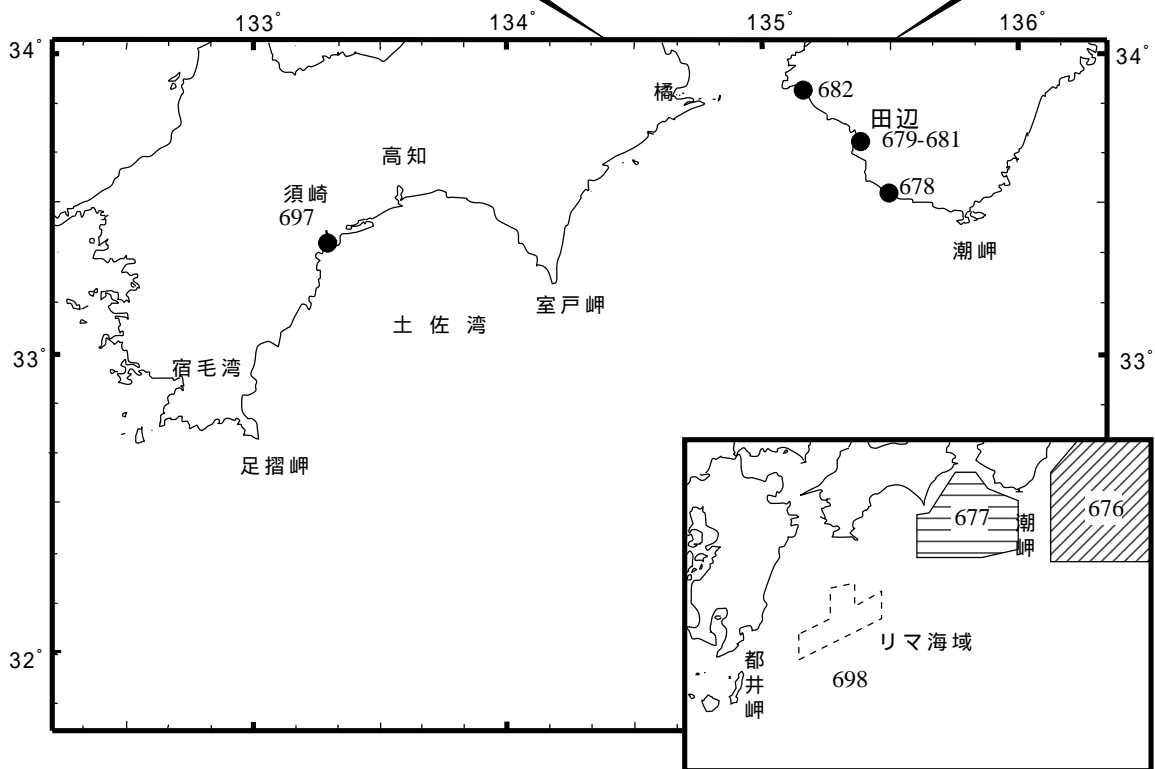 133° 134° 135° 136°
34° 34°
橘
682
田辺
679-681
高知
678
須崎
697
潮岬
室戸岬
土佐湾
33° 33°
宿毛湾
足摺岬
677
潮岬
676
リマ海域
32°
都井岬
698